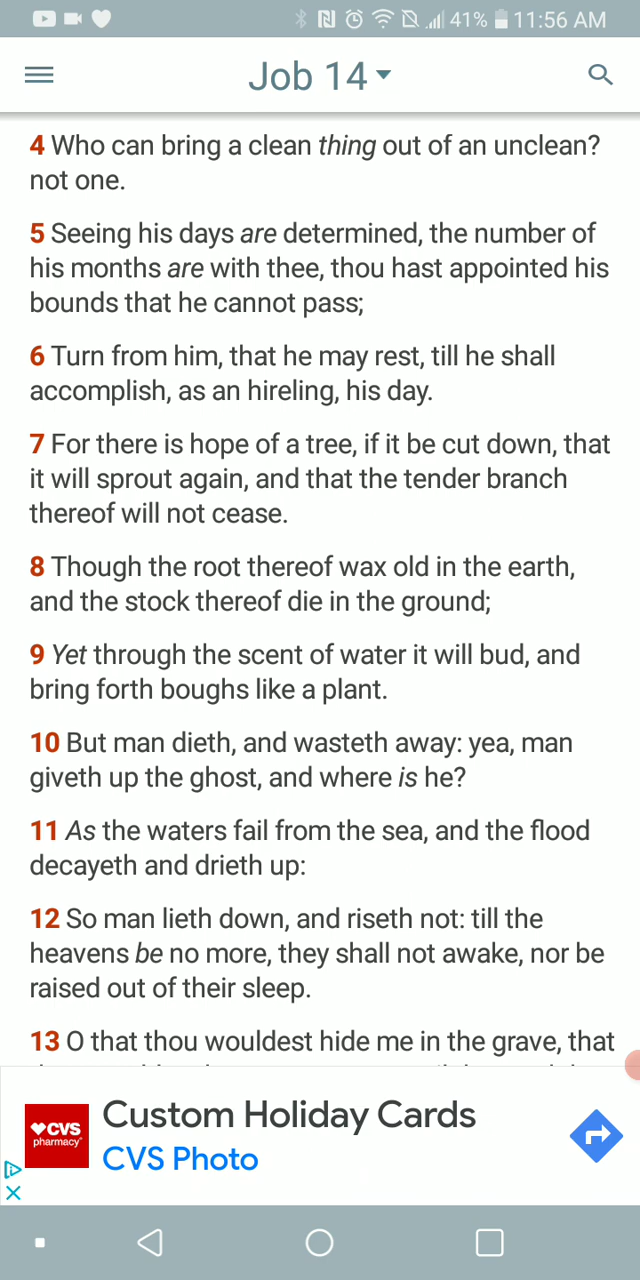 41% 11:56 AM
Job 14
4 Who can bring a clean thing out of an unclean?
not one.
5 Seeing his days are determined, the number of
his months are with thee, thou hast appointed his
bounds that he cannot pass;
6 Turn from him, that he may rest, till he shall
accomplish, as an hireling, his day.
7 For there is hope of a tree, if it be cut down, that
it will sprout again, and that the tender branch
thereof will not cease.
8 Though the root thereof wax old in the earth,
and the stock thereof die in the ground;
9 Yet through the scent of water it will bud, and
bring forth boughs like a plant.
10 But man dieth, and wasteth away: yea, man
giveth up the ghost, and where is he?
11 As the waters fail from the sea, and the flood
decayeth and drieth up:
12 So man lieth down, and riseth not: till the
heavens be no more, they shall not awake, nor be
raised out of their sleep.
13 O that thou wouldest hide me in the grave, that
CVS
pharmacy
Custom Holiday Cards
CVS Photo